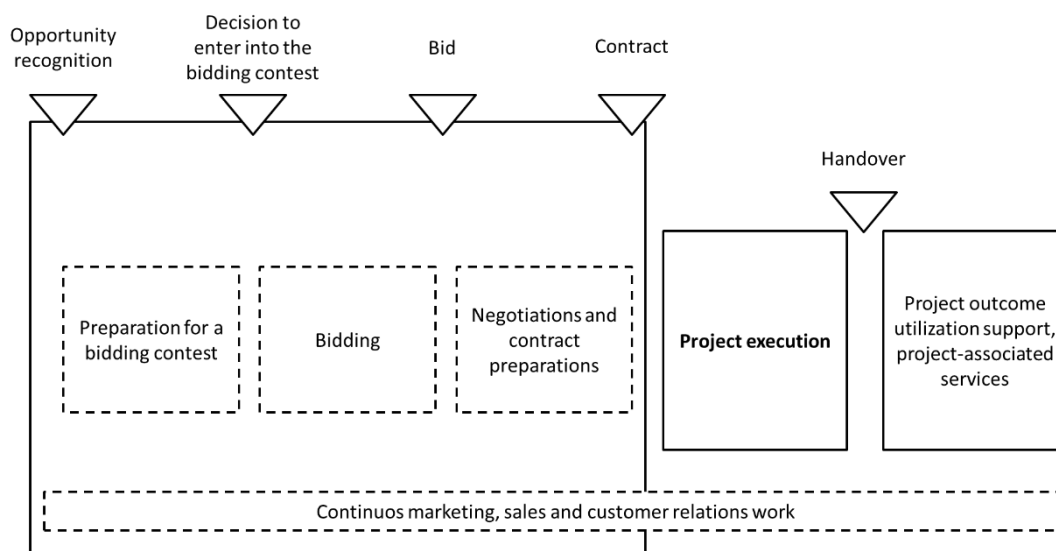 Opportunity
recognition
Decision to
enter into the
bidding contest
Bid
Contract
Handover
Preparation for a
bidding contest
Bidding
Negotiations and
contract
preparations
Project execution
Project outcome
utilization support,
project-associated
services
Continuos marketing, sales and customer relations work